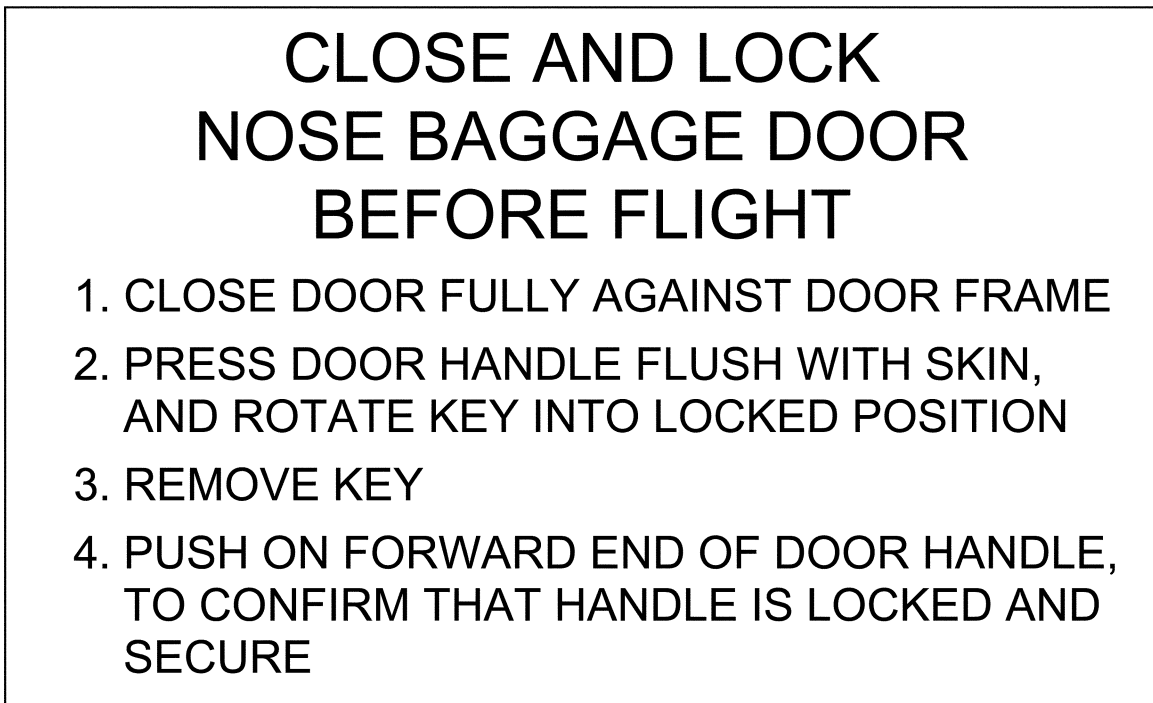 CLOSE AND LOCK
NOSE BAGGAGE DOOR
BEFORE FLIGHT
1. CLOSE DOOR FULLY AGAINST DOOR FRAME
2. PRESS DOOR HANDLE FLUSH WITH SKIN,
AND ROTATE KEY INTO LOCKED POSITION
3. REMOVE KEY
4. PUSH ON FORWARD END OF DOOR HANDLE,
TO CONFIRM THAT HANDLE IS LOCKED AND
SECURE